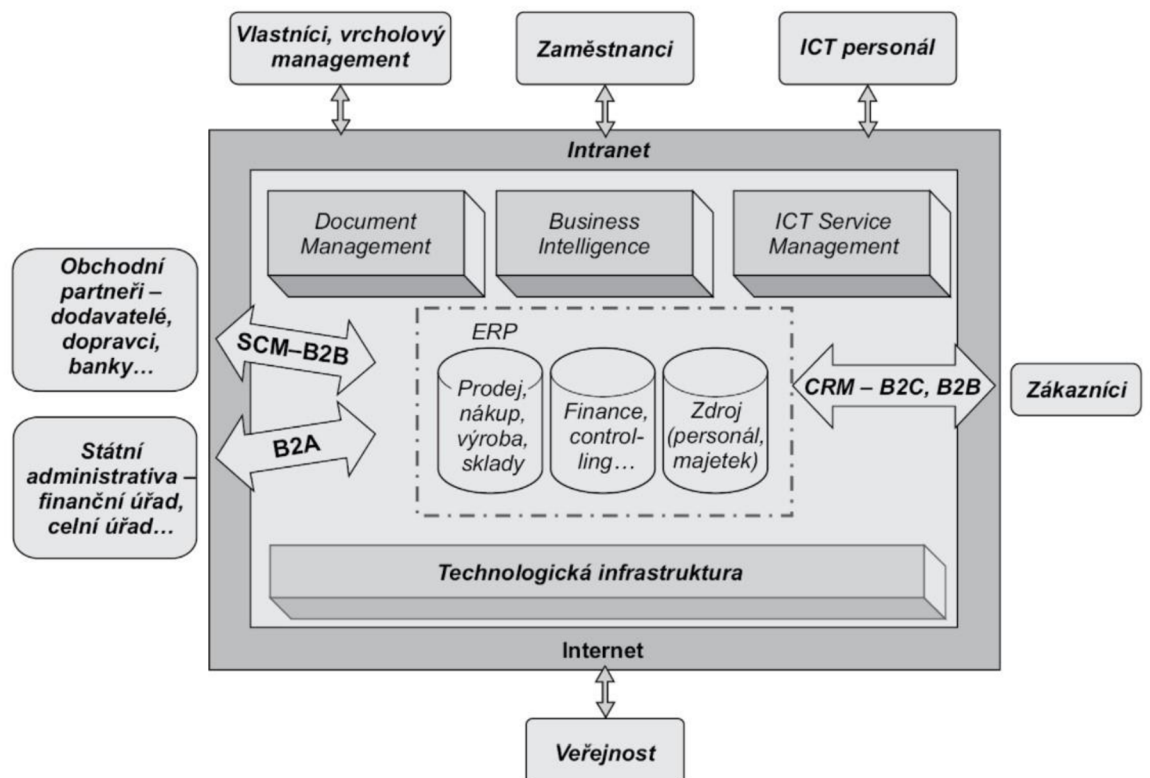 Vlastníci, vrcholový
management
Zaměstnanci
ICT personál
Intranet
Document
Management
Business
Intelligence
ICT Service
Management
Obchodní
partneři –
dodavatelé,
dopravci,
banky…
SCM–B2B
ERP
Prodej,
nákup,
výroba,
sklady
Finance,
control-
ling…
Zdroj
(personál,
majetek)
CRM – B2C, B2B
Zákazníci
B2A
Státní
administrativa –
finanční úřad,
celní úřad…
Technologická infrastruktura
Internet
Veřejnost